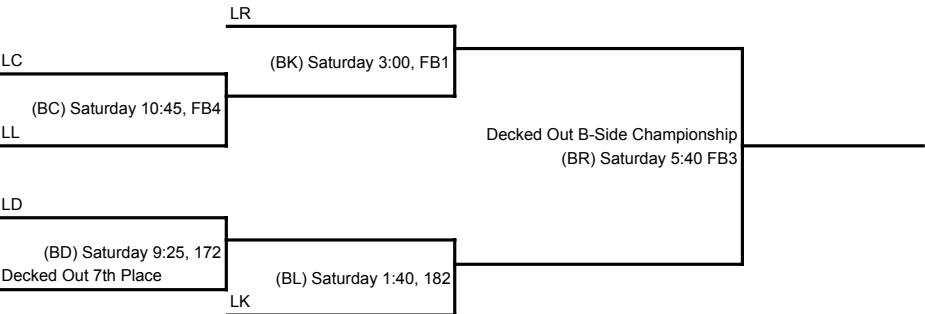 LR
LC
(BK) Saturday 3:00, FB1
(BC) Saturday 10:45, FB4
LL
Decked Out B-Side Championship
(BR) Saturday 5:40 FB3
LD
(BD) Saturday 9:25, 172
Decked Out 7th Place
(BL) Saturday 1:40, 182
LK